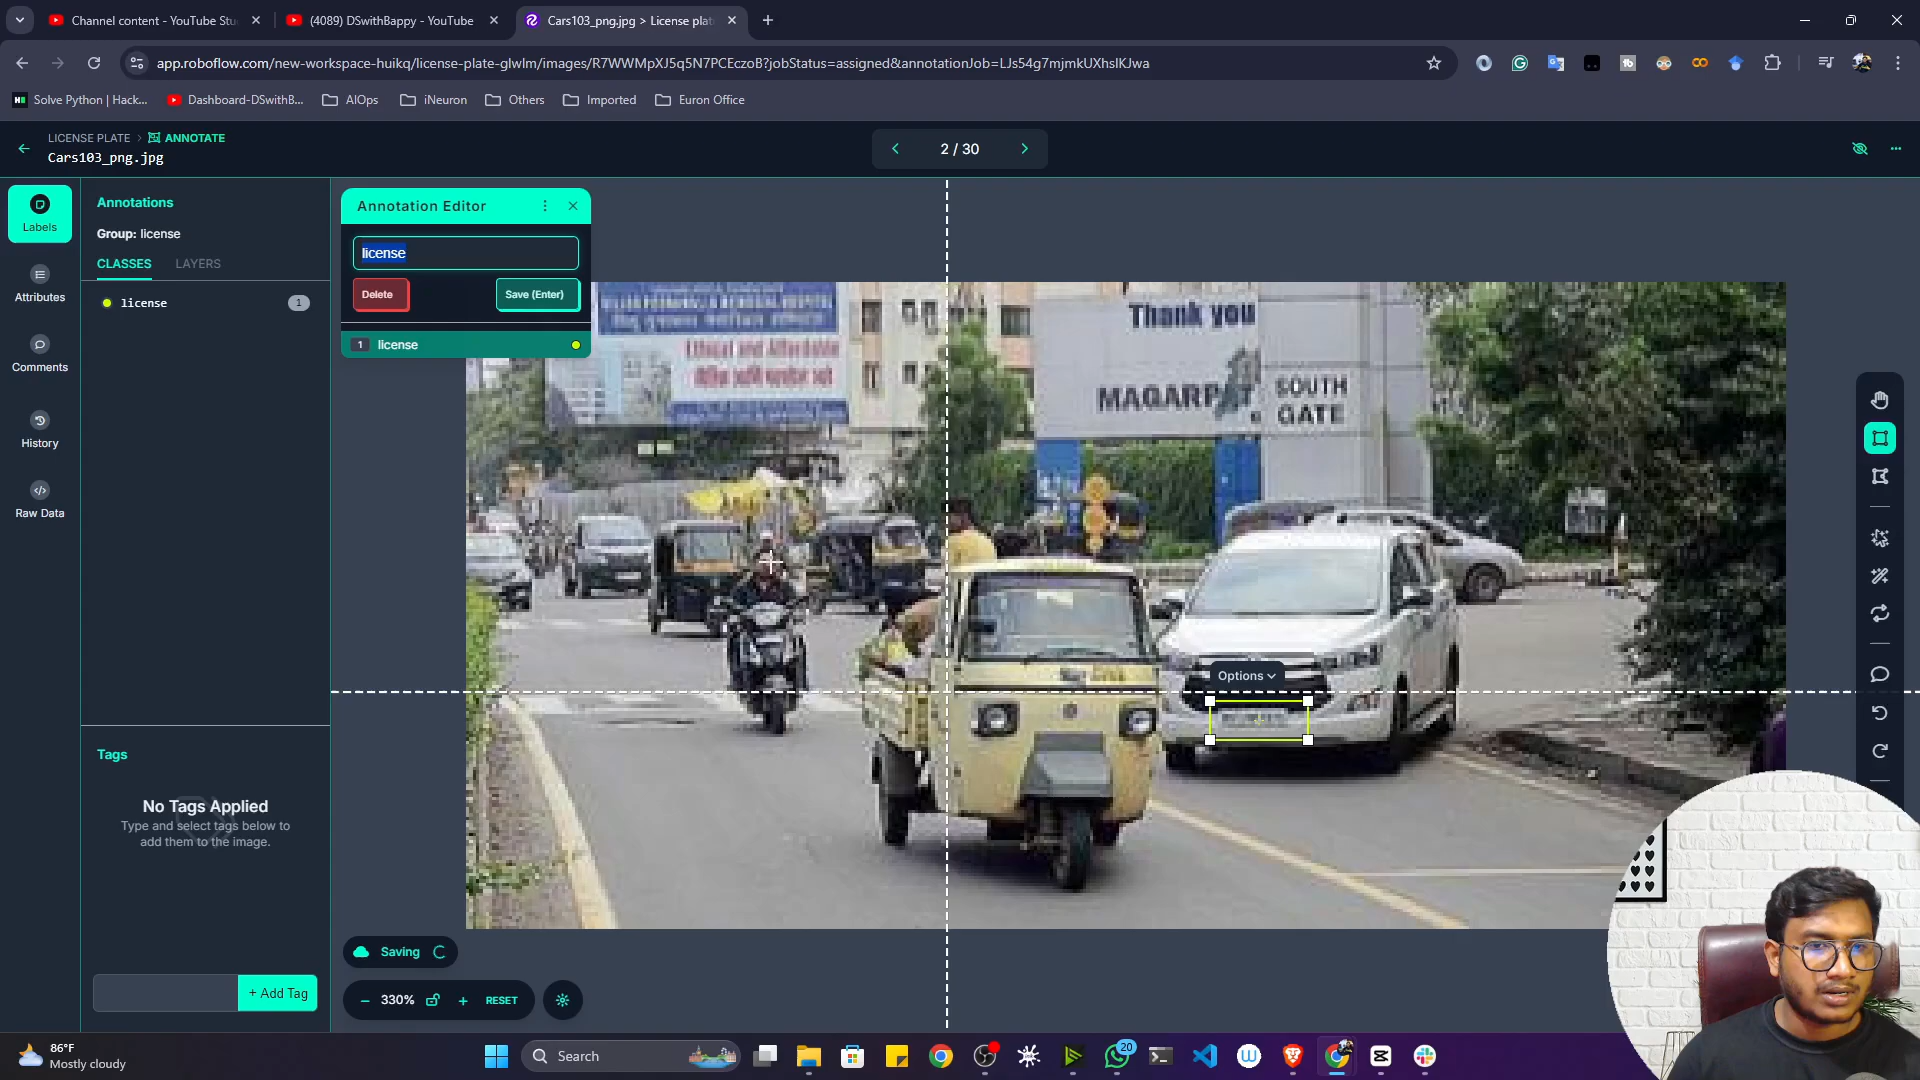 Channel content - YouTube Stu
(4089) DSwithBappy - YouTube
Cars103_png.jpg > License plat
app.roboflow.com/new-workspace-huikq/license-plate-glwlm/images/R7WWMpXJ5q5N7PCEczoB?jobStatus=assigned&annotationJob=LJs54g7mjmkUXhslKJwa
Solve Python | Hack...
Dashboard-DSwithB...
AIOps
iNeuron
Others
Imported
Euron Office
LICENSE PLATE > ANNOTATE
Cars103_png.jpg
2 / 30
Labels
Attributes
Comments
History
Raw Data
Annotations
Group: license
CLASSES LAYERS
license 1
Annotation Editor
license
Delete Save (Enter)
1 license
Thank you
MAGARPAT
SOUTH
GATE
Options
Tags
No Tags Applied
Type and select tags below to
add them to the image.
+ Add Tag
Saving
330%
RESET
86°F
Mostly cloudy
Search
20